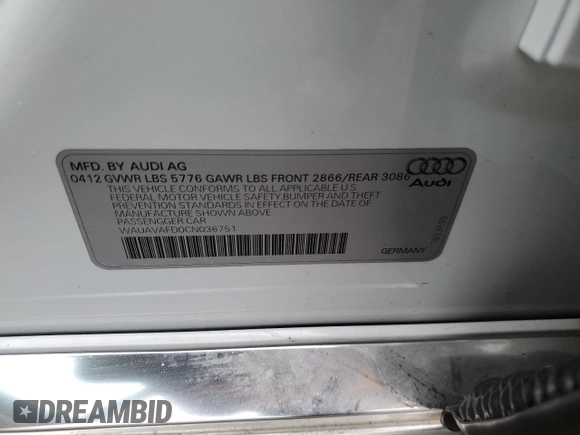 MFD. BY AUDI AG
0412 GVWR LBS 5776 GAWR LBS FRONT 2866/REAR 3086
THIS VEHICLE CONFORMS TO ALL APPLICABLE U.S.
FEDERAL MOTOR VEHICLE SAFETY,BUMPER AND THEFT
PREVENTION STANDARDS IN EFFECT ON THE DATE OF
MANUFACTURE SHOWN ABOVE
PASSENGGER CAR
WAUAVAFD0CN036751
Audi
GERMANY
DREAMBID